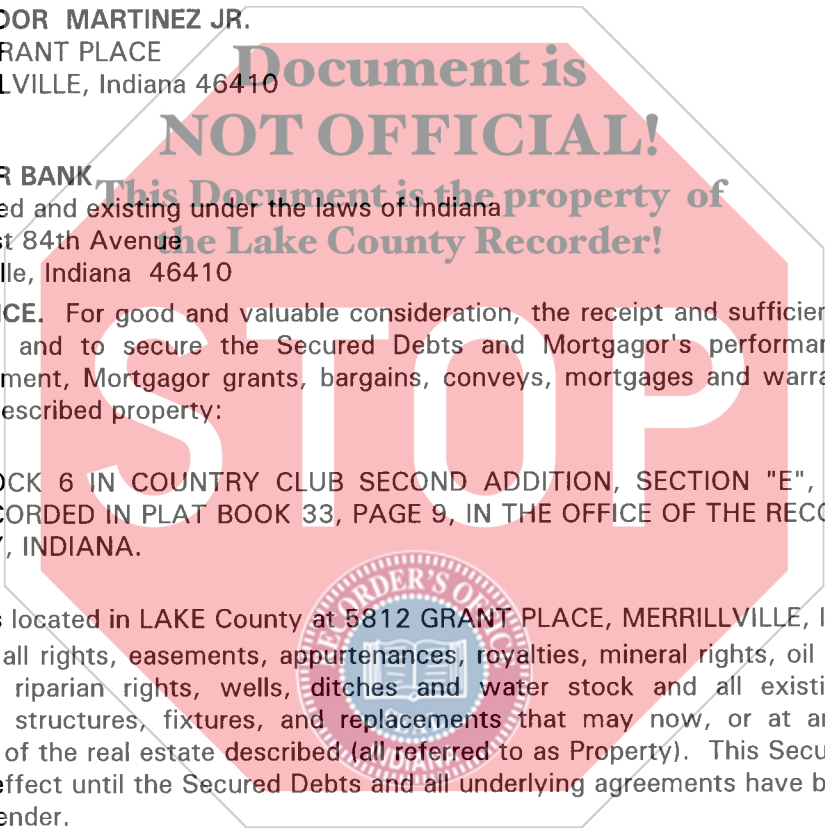 DOR MARTINEZ JR.
RANT PLACE
LVILLE, Indiana 46410
Document is
NOT OFFICIAL!
R BANK
This Document is the property of
ed and existing under the laws of Indiana
t 84th Avenue
the Lake County Recorder!
lle, Indiana 46410
CE. For good and valuable consideration, the receipt and sufficien
and to secure the Secured Debts and Mortgagor's performa
ment, Mortgagor grants, bargains, conveys, mortgages and warra
escribed property:
STOP
OCK 6 IN COUNTRY CLUB SECOND ADDITION, SECTION "E",
CORDED IN PLAT BOOK 33, PAGE 9, IN THE OFFICE OF THE RECO
, INDIANA.
RECORDER'S OFFIC
s located in LAKE County at 5812 GRANT PLACE, MERRILLVILLE, I
all rights, easements, appurtenances, royalties, mineral rights, oil
riparian rights, wells, ditches and water stock and all existi
structures, fixtures, and replacements that may now, or at a
of the real estate described (all referred to as Property). This Secu
INDIANA
effect until the Secured Debts and all underlying agreements have b
ender.